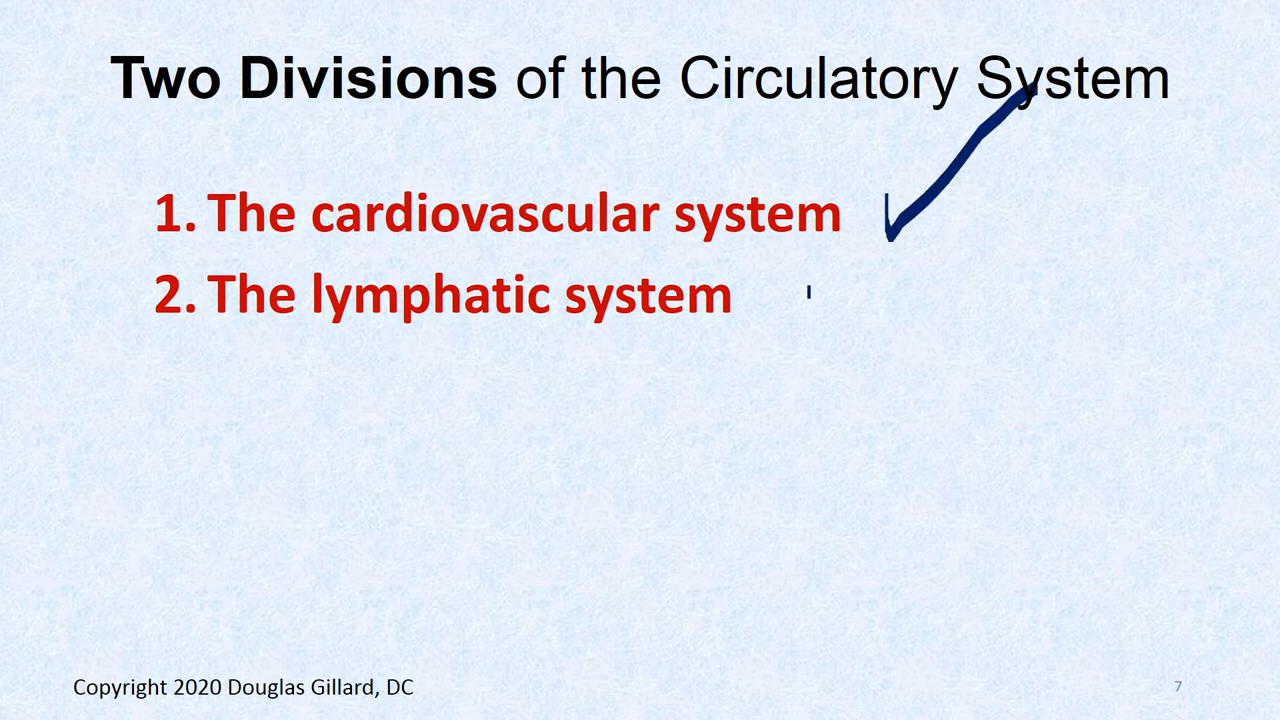 Two Divisions of the Circulatory System
1. The cardiovascular system
2. The lymphatic system
Copyright 2020 Douglas Gillard, DC
7